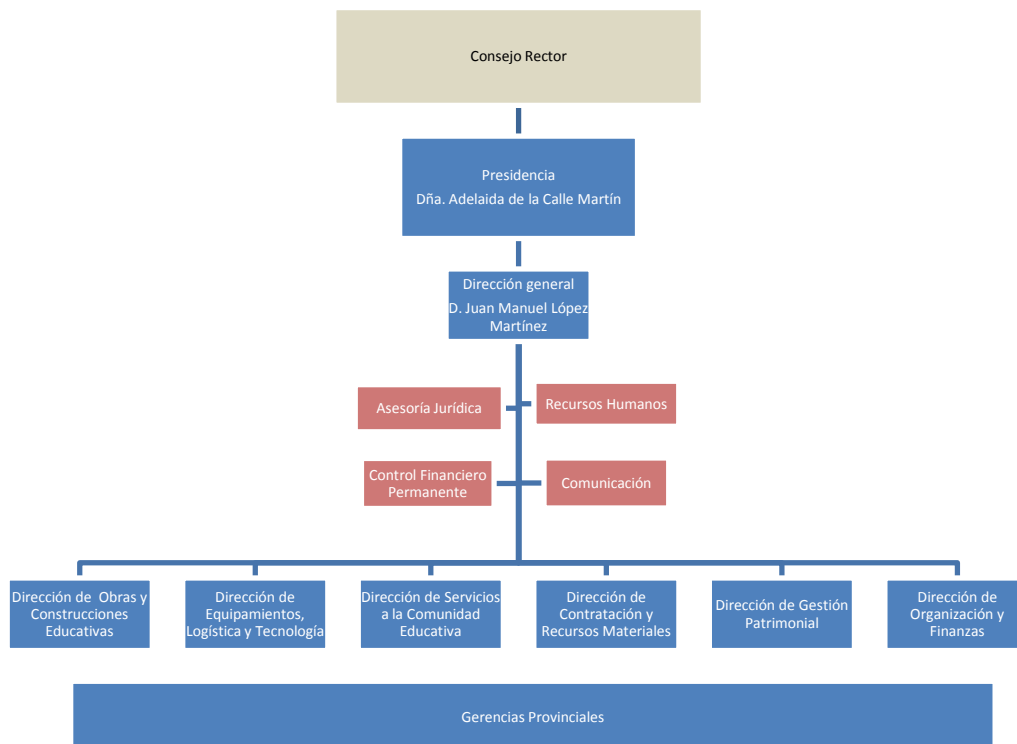 Consejo Rector
Presidencia
Dña. Adelaida de la Calle Martín
Dirección general
D. Juan Manuel López
Martínez
Asesoría Jurídica
Recursos Humanos
Control Financiero
Permanente
Comunicación
Dirección de Obras y
Construcciones
Educativas
Dirección de
Equipamientos,
Logística y Tecnología
Dirección de Servicios
a la Comunidad
Educativa
Dirección de
Contratación y
Recursos Materiales
Dirección de Gestión
Patrimonial
Dirección de
Organización y
Finanzas
Gerencias Provinciales